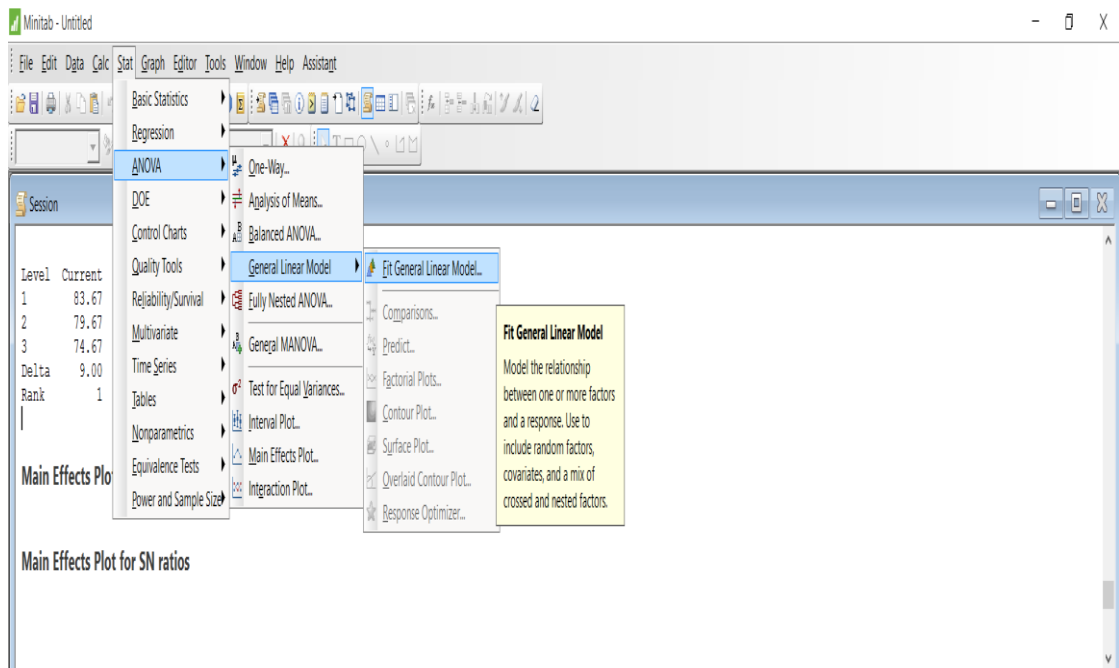 Minitab - Untitled
File Edit Data Calc Stat Graph Editor Tools Window Help Assistant
Session
Level Current
1 83.67
2 79.67
3 74.67
Delta 9.00
Rank 1
Main Effects Plo
Main Effects Plot for SN ratios
Basic Statistics
Regression
ANOVA
DOE
Control Charts
Quality Tools
Reliability/Survival
Multivariate
Time Series
Tables
Nonparametrics
Equivalence Tests
Power and Sample Size
One-Way...
Analysis of Means...
Balanced ANOVA...
General Linear Model
Fully Nested ANOVA...
General MANOVA...
Test for Equal Variances...
Interval Plot...
Main Effects Plot...
Interaction Plot...
Fit General Linear Model...
Comparisons...
Predict...
Factorial Plots...
Contour Plot...
Surface Plot...
Overlaid Contour Plot...
Response Optimizer...
Fit General Linear Model
Model the relationship
between one or more factors
and a response. Use to
include random factors,
covariates, and a mix of
crossed and nested factors.